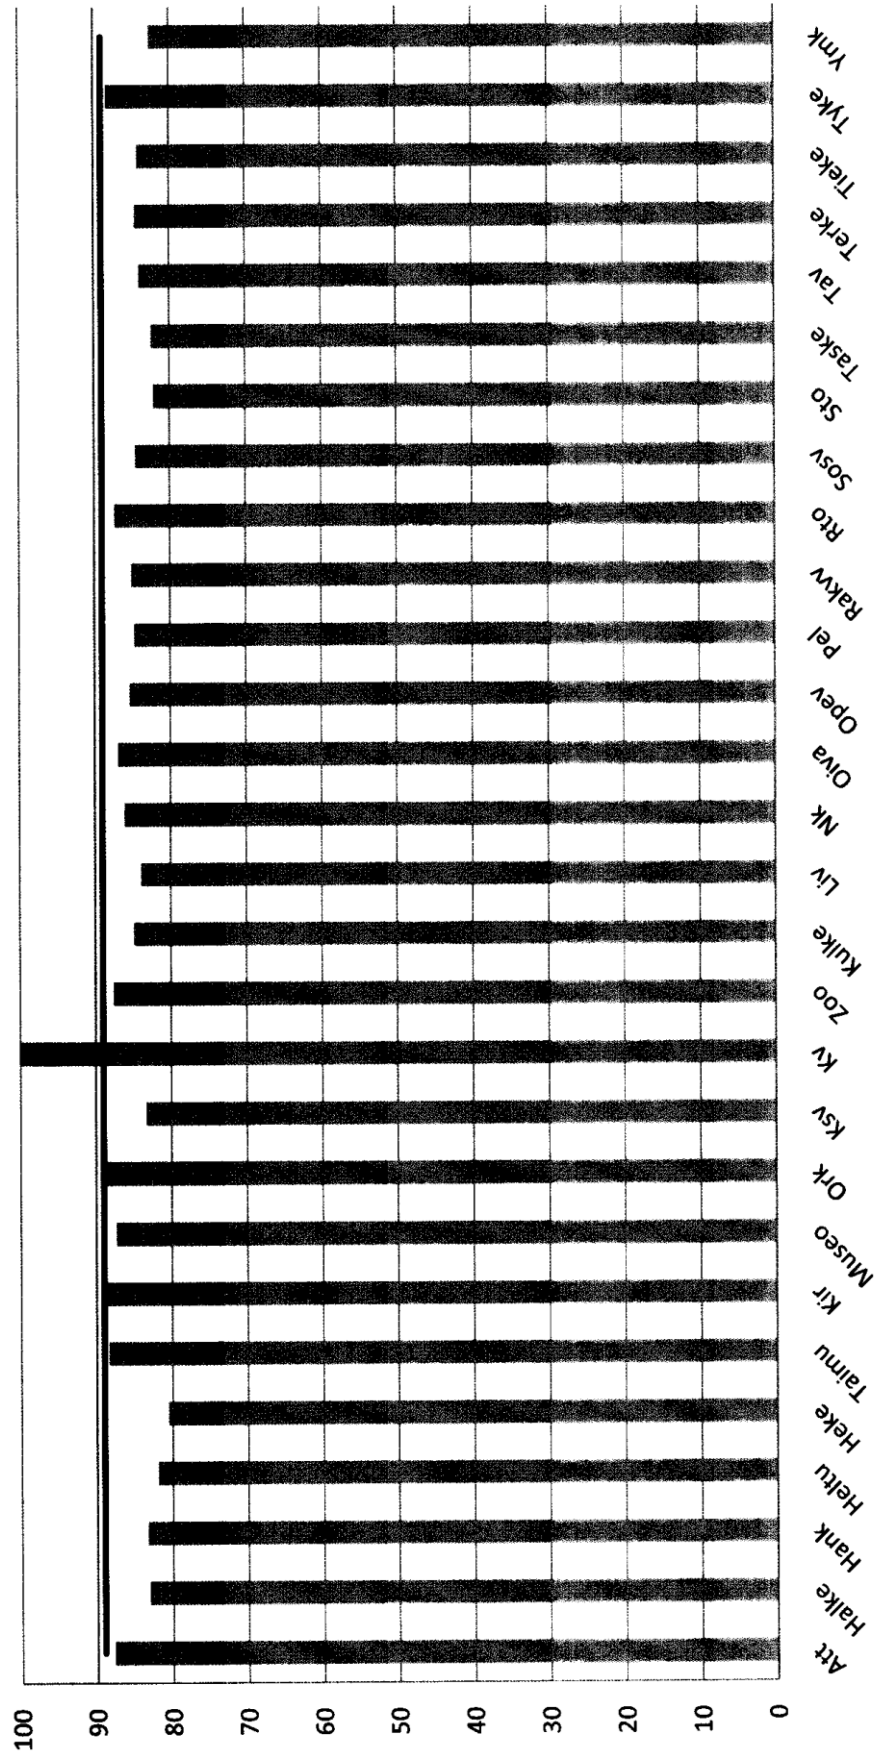 100
90
80
70
60
50
40
30
20
10
0
Att
Halke
Hank
Heltu
Heke
Taimu
Kir
Museo
Ork
Ksv
Kv
Zoo
Kulke
Liv
Nk
Oiva
Opev
Pel
Rakvv
Rto
Sosv
Sto
Taske
Tav
Terke
Tieke
Tyke
Ymk